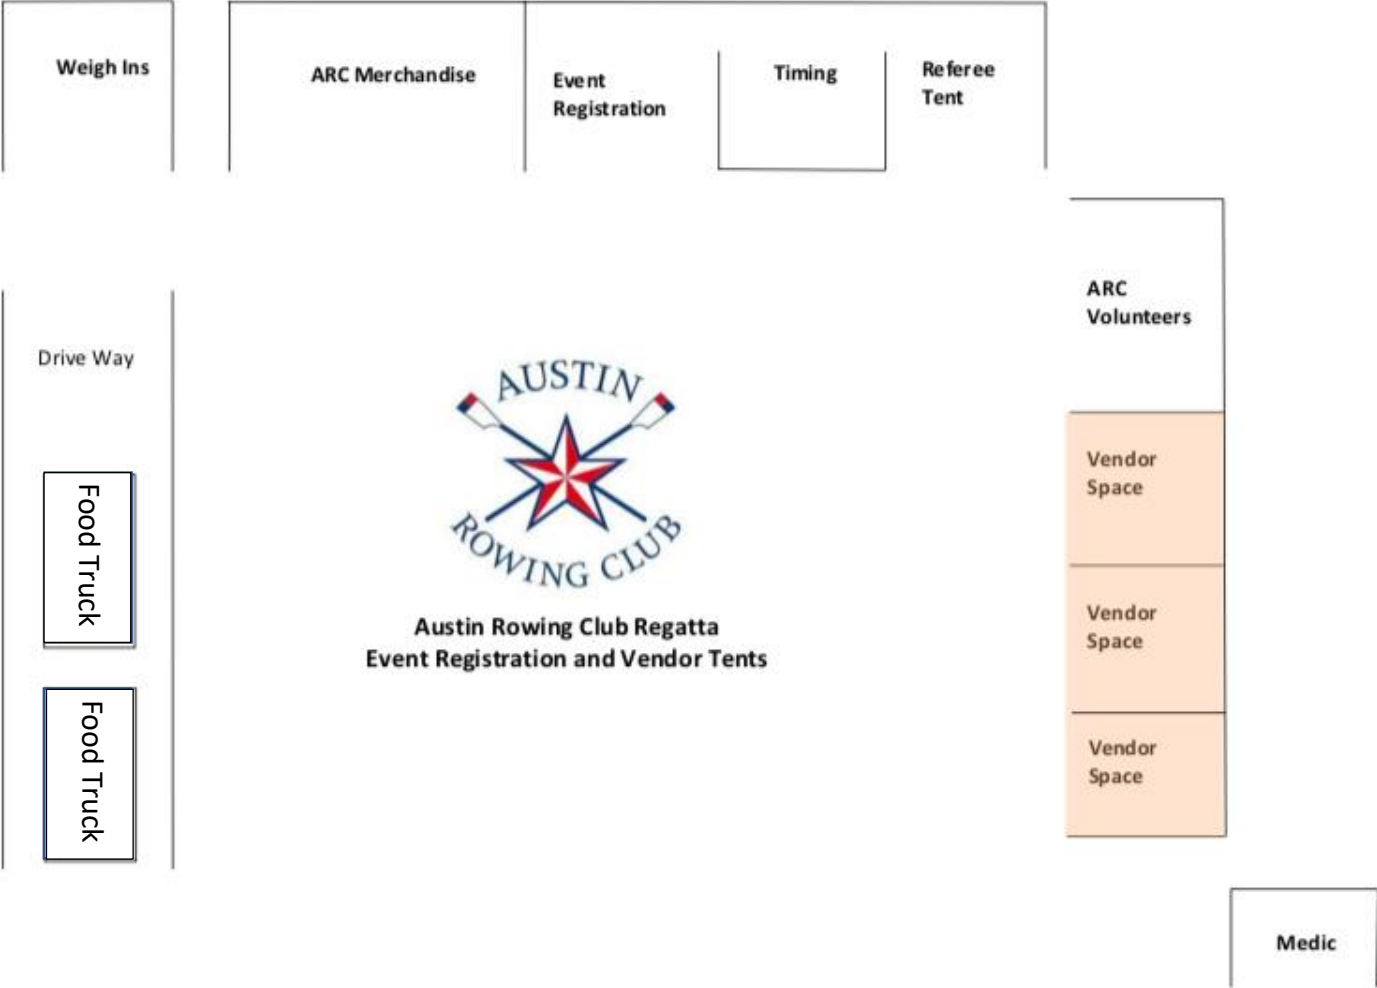 Weigh Ins
ARC Merchandise
Event
Registration
Timing
Referee
Tent
ARC
Volunteers
Drive Way
AUSTIN
ROWING CLUB
Austin Rowing Club Regatta
Event Registration and Vendor Tents
Food Truck
Food Truck
Vendor
Space
Vendor
Space
Vendor
Space
Medic